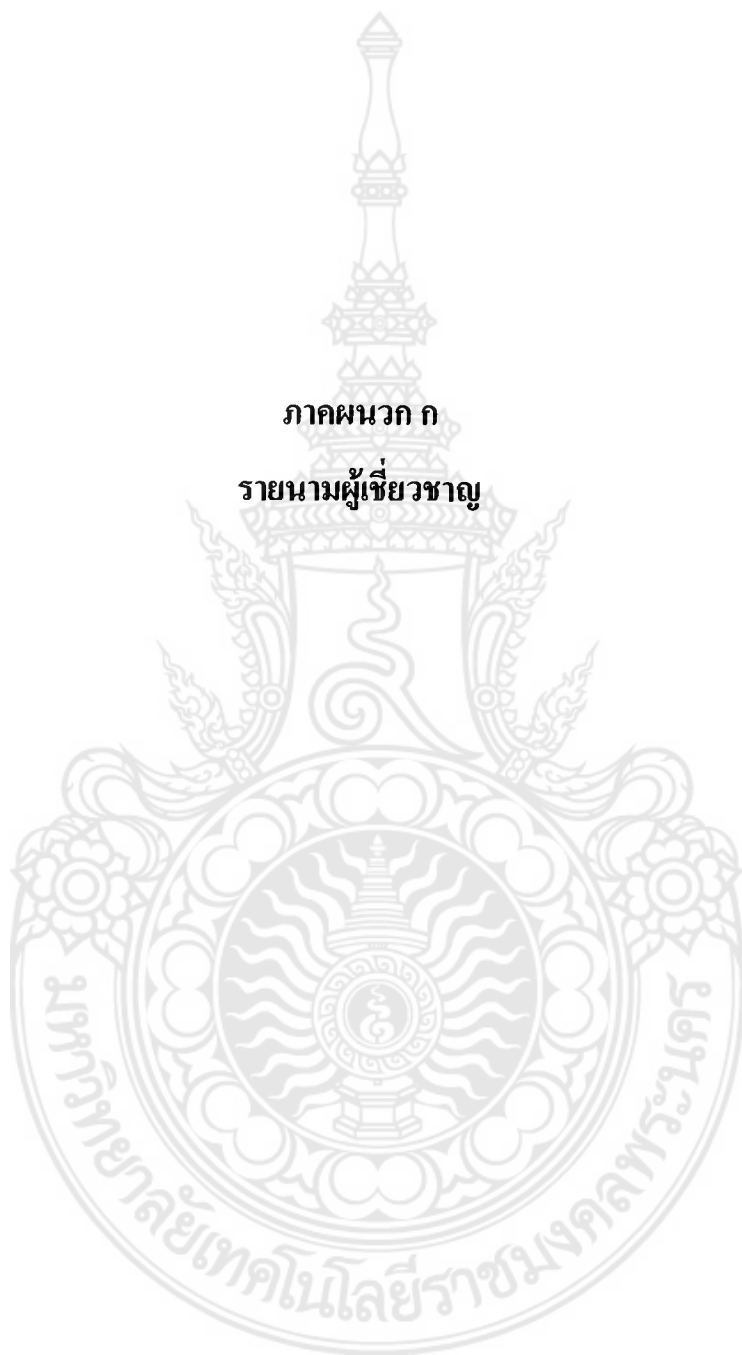 ภาคผนวก ก
รายนามผู้เชี่ยวชาญ
มหาวิทยาลัยเทคโนโลยีราชมงคลพระนคร